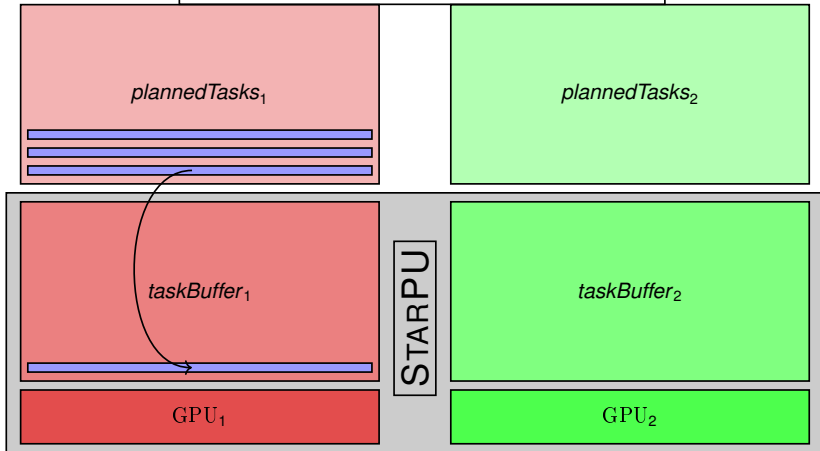 plannedTasks₁
plannedTasks₂
taskBuffer₁
STARPU
taskBuffer₂
GPU₁
GPU₂